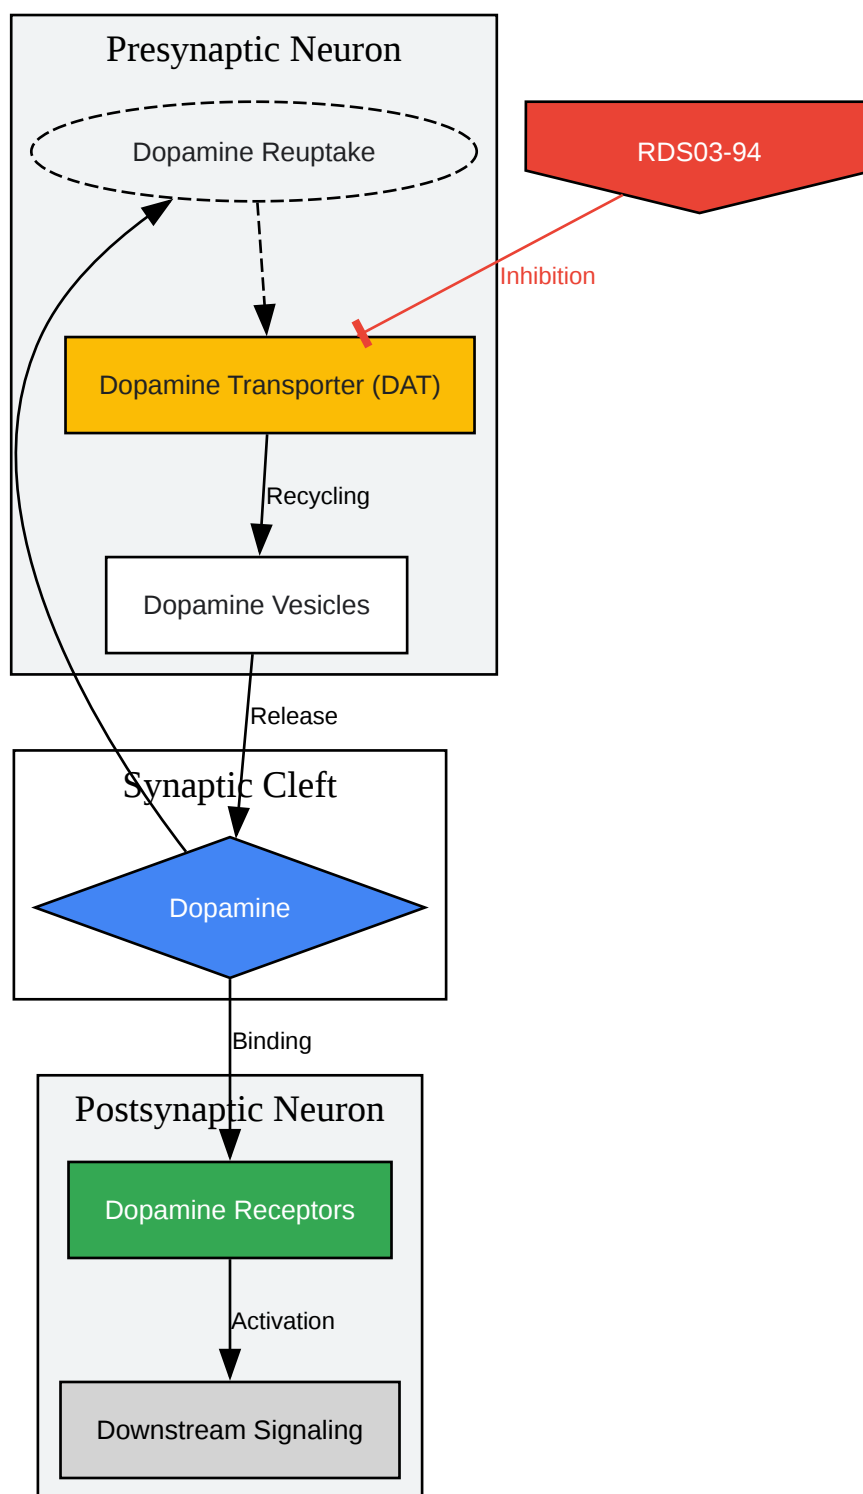 Presynaptic Neuron
Dopamine Reuptake
RDS03-94
Inhibition
Dopamine Transporter (DAT)
Recycling
Dopamine Vesicles
Release
Synaptic Cleft
Dopamine
Binding
Postsynaptic Neuron
Dopamine Receptors
Activation
Downstream Signaling